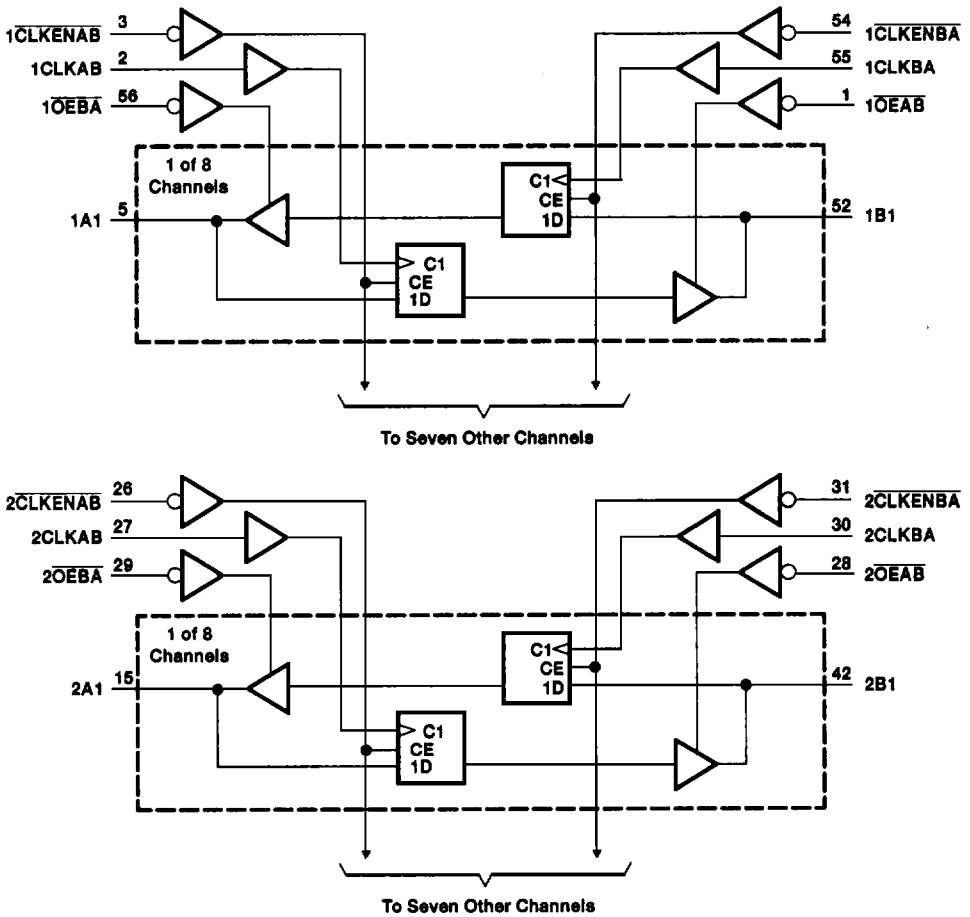 1CLKENAB 3
1CLKAB 2
1OEBA 56
54 1CLKENBA
55 1CLKBA
1 1OEAB
1 of 8
Channels
1A1 5
C1
CE
1D
52 1B1
C1
CE
1D
To Seven Other Channels
2CLKENAB 26
2CLKAB 27
2OEBA 29
31 2CLKENBA
30 2CLKBA
28 2OEAB
1 of 8
Channels
2A1 15
C1
CE
1D
42 2B1
C1
CE
1D
To Seven Other Channels